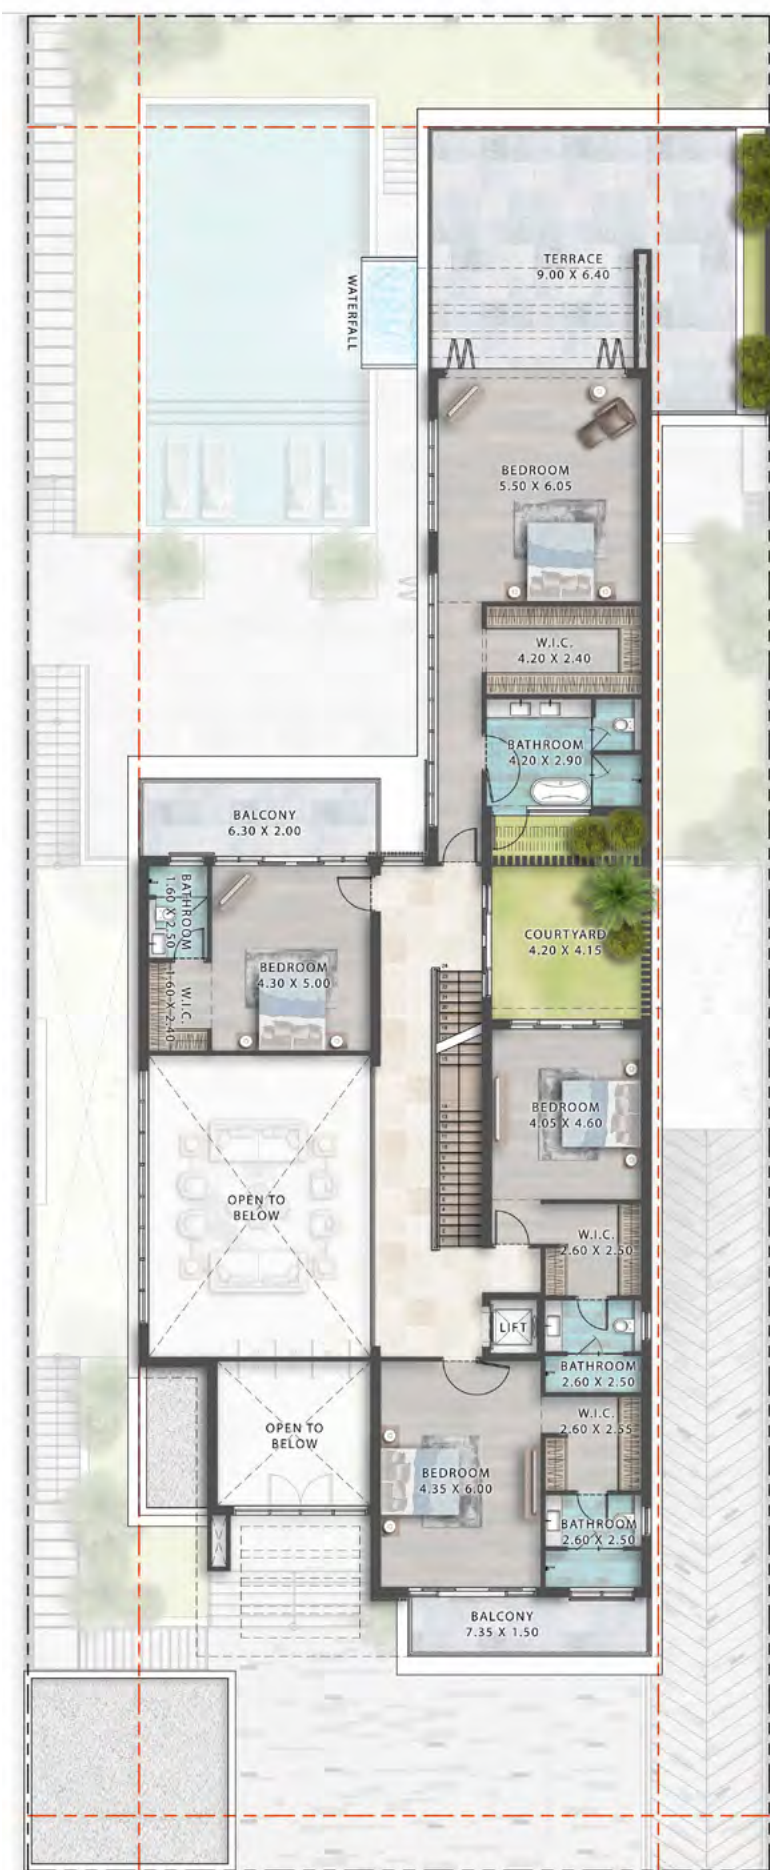 TERRACE
9.00 X 6.40
WATERFALL
BEDROOM
5.50 X 6.05
W.I.C.
4.20 X 2.40
BATHROOM
4.20 X 2.90
BALCONY
6.30 X 2.00
BATHROOM
1.60 X 2.50
COURTYARD
4.20 X 4.15
BEDROOM
4.30 X 5.00
W.I.C.
1.60 X 2.40
BEDROOM
4.05 X 4.60
OPEN TO
BELOW
W.I.C.
2.60 X 2.50
LIFT
BATHROOM
2.60 X 2.50
W.I.C.
2.60 X 2.55
OPEN TO
BELOW
BEDROOM
4.35 X 6.00
BATHROOM
2.60 X 2.50
BALCONY
7.35 X 1.50